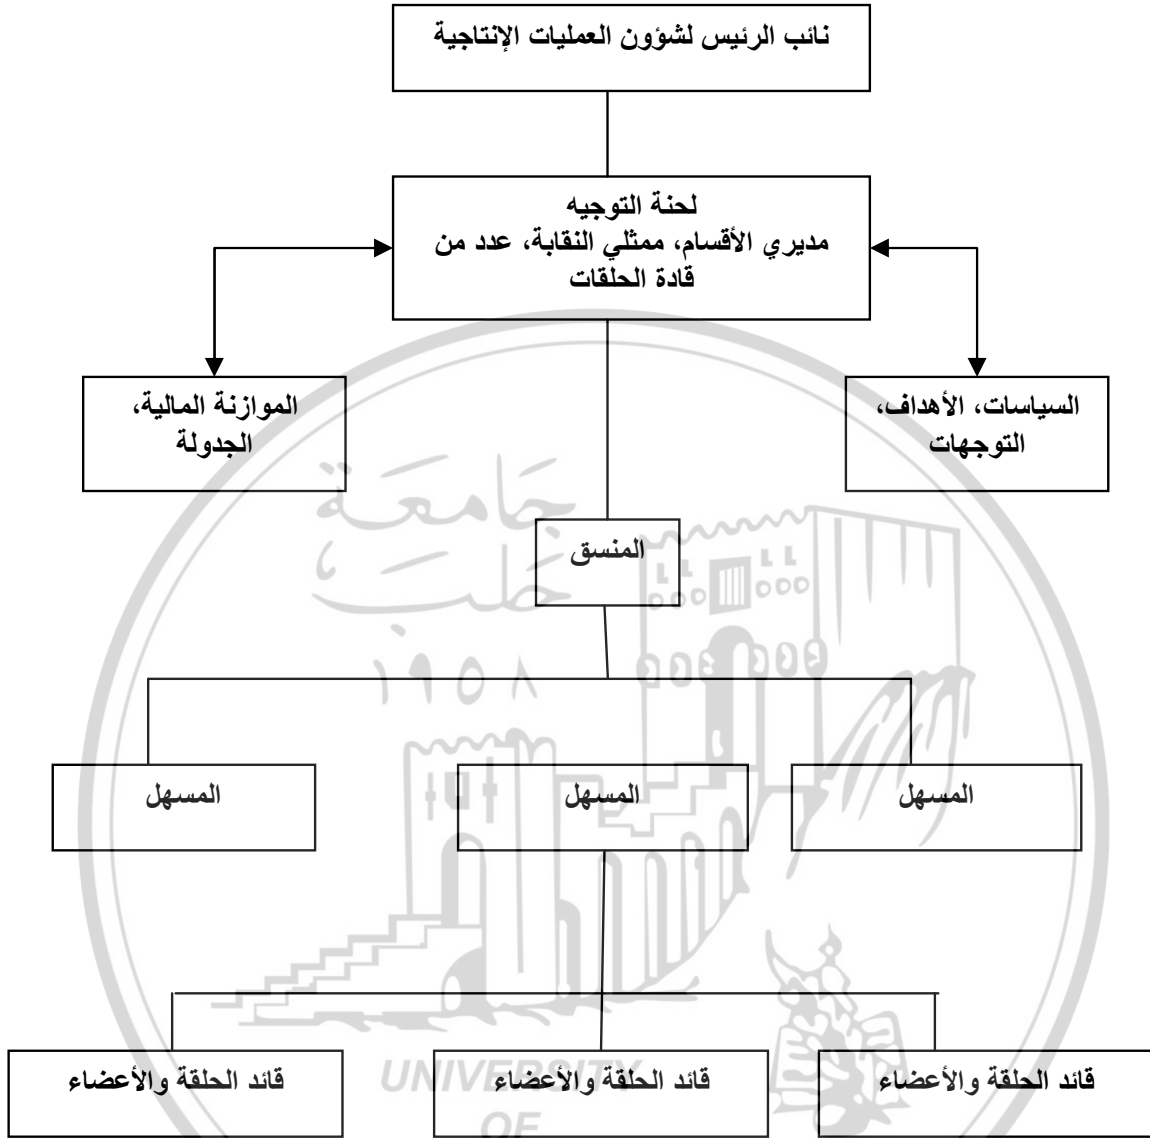 نائب الرئيس لشؤون العمليات الإنتاجية
لحنة التوجيه
مديري الأقسام، ممثلي النقابة، عدد من
قادة الحلقات
السياسات، الأهداف،
التوجهات
الموازنة المالية،
الجدولة
جامعة
حلب
المنسق
١٩٥٨
المسهل
المسهل
المسهل
قائد الحلقة والأعضاء
قائد الحلقة والأعضاء
قائد الحلقة والأعضاء
UNIVERSITY
OF